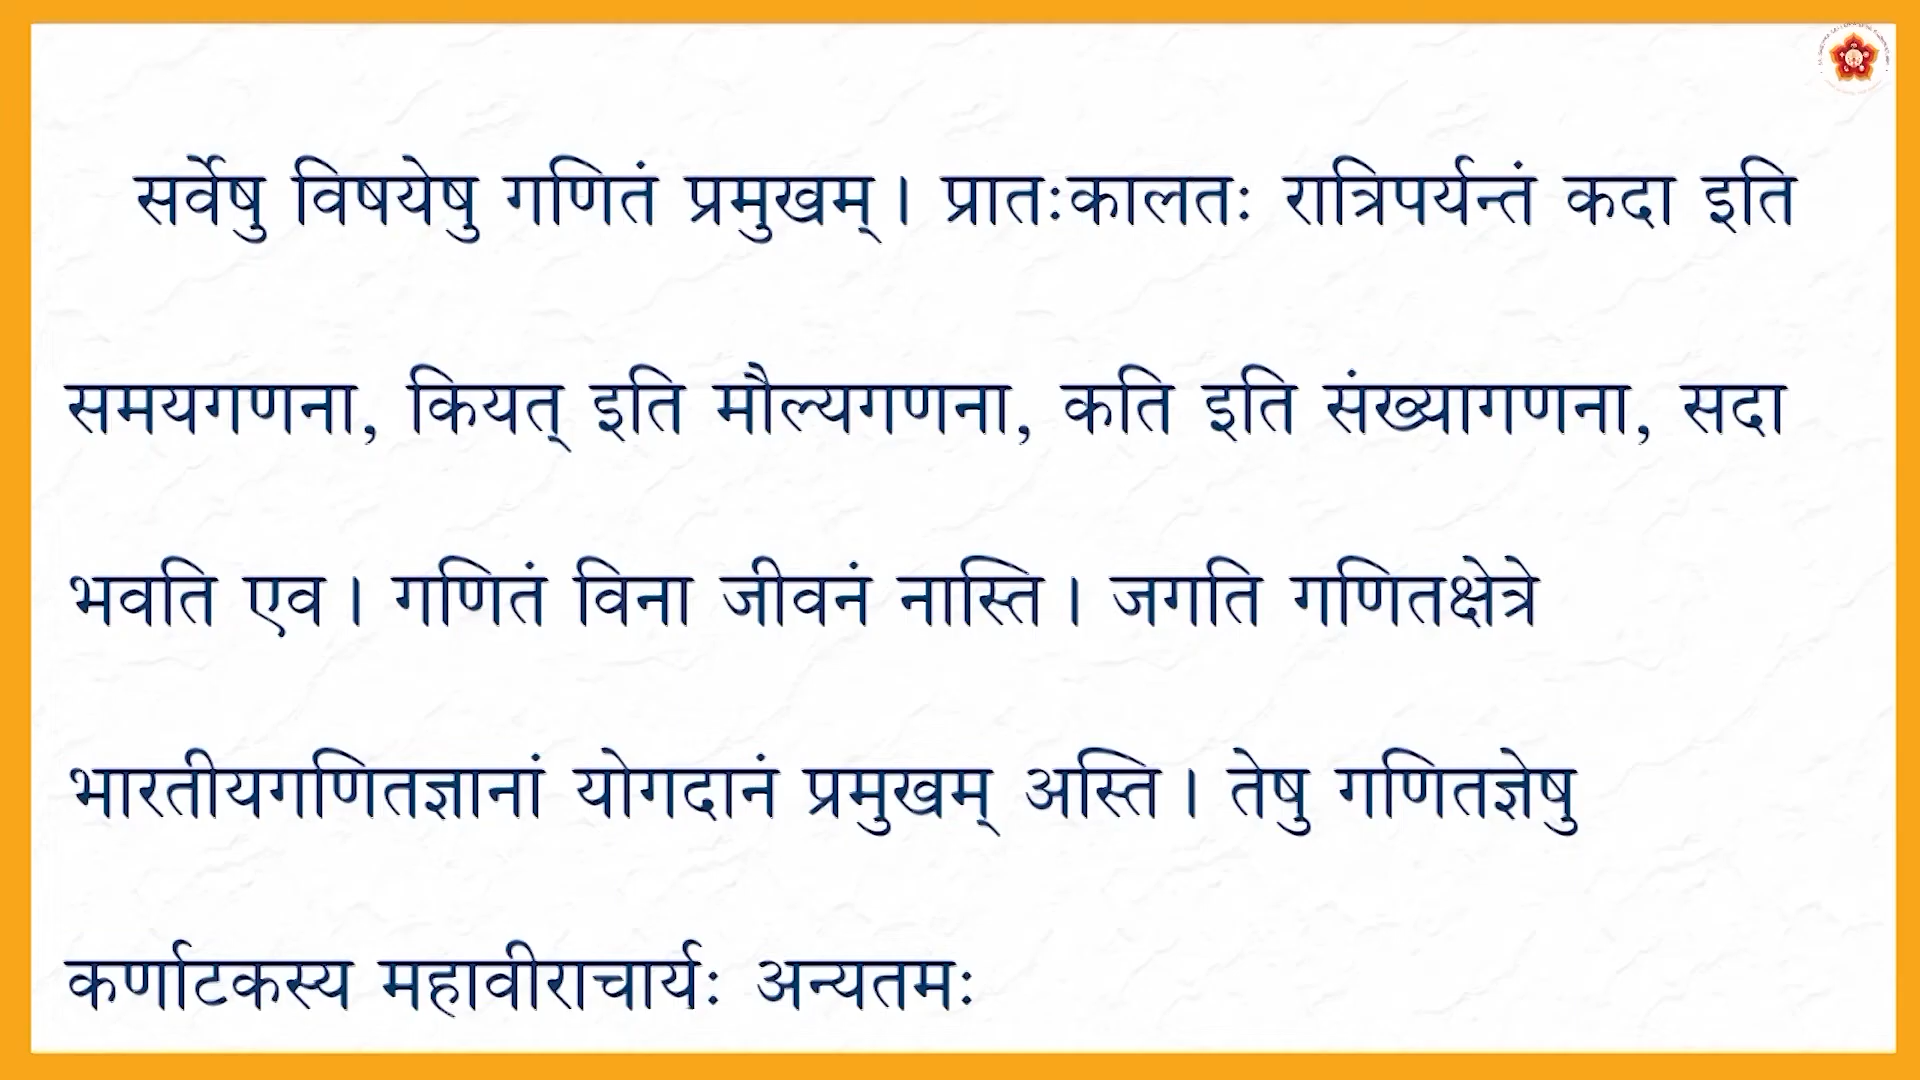 सर्वेषु विषयेषु गणितं प्रमुखम् । प्रातःकालतः रात्रिपर्यन्तं कदा इति
समयगणना, कियत् इति मौल्यगणना, कति इति संख्यागणना, सदा
भवति एव । गणितं विना जीवनं नास्ति । जगति गणितक्षेत्रे
भारतीयगणितज्ञानां योगदानं प्रमुखम् अस्ति । तेषु गणितज्ञेषु
कर्णाटकस्य महावीराचार्यः अन्यतमः